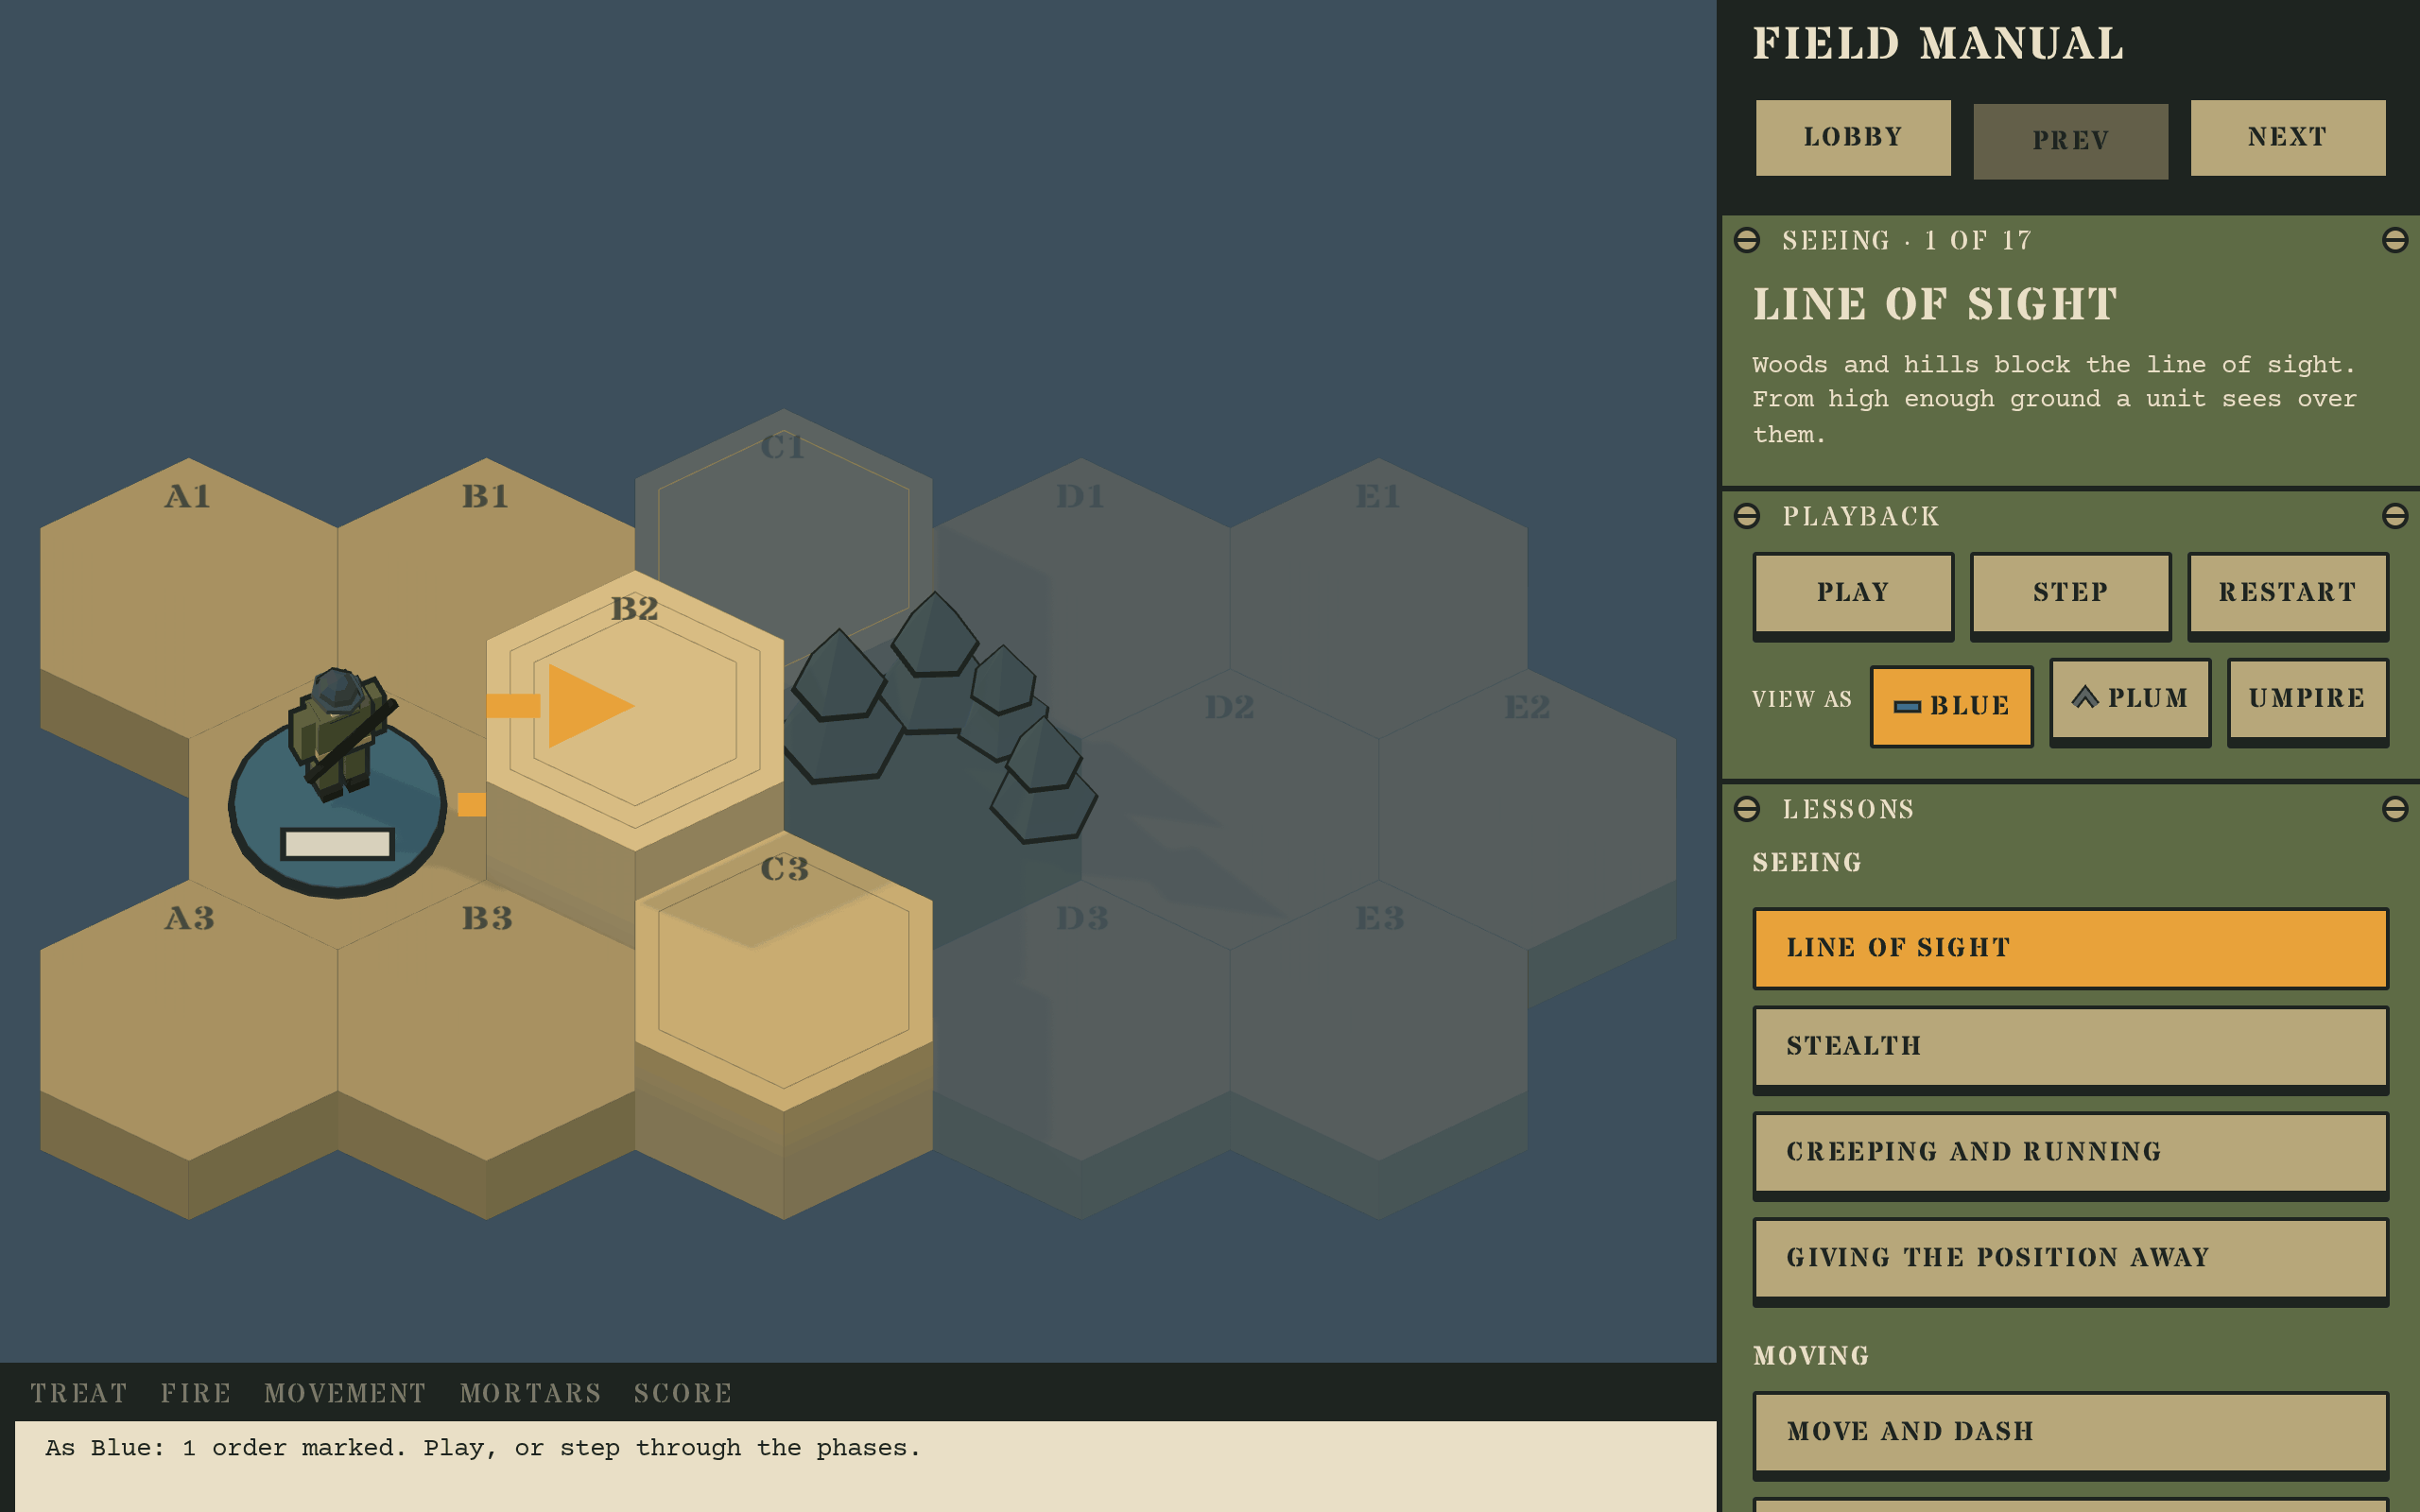 FIELD MANUAL
LOBBY
PREV
NEXT
SEEING · 1 OF 17
LINE OF SIGHT
Woods and hills block the line of sight.
From high enough ground a unit sees over
them.
PLAYBACK
PLAY
STEP
RESTART
VIEW AS
BLUE
PLUM
UMPIRE
LESSONS
SEEING
LINE OF SIGHT
STEALTH
CREEPING AND RUNNING
GIVING THE POSITION AWAY
MOVING
MOVE AND DASH
C1
A1
B1
D1
E1
B2
D2
E2
C3
A3
B3
D3
E3
TREAT FIRE MOVEMENT MORTARS SCORE
As Blue: 1 order marked. Play, or step through the phases.